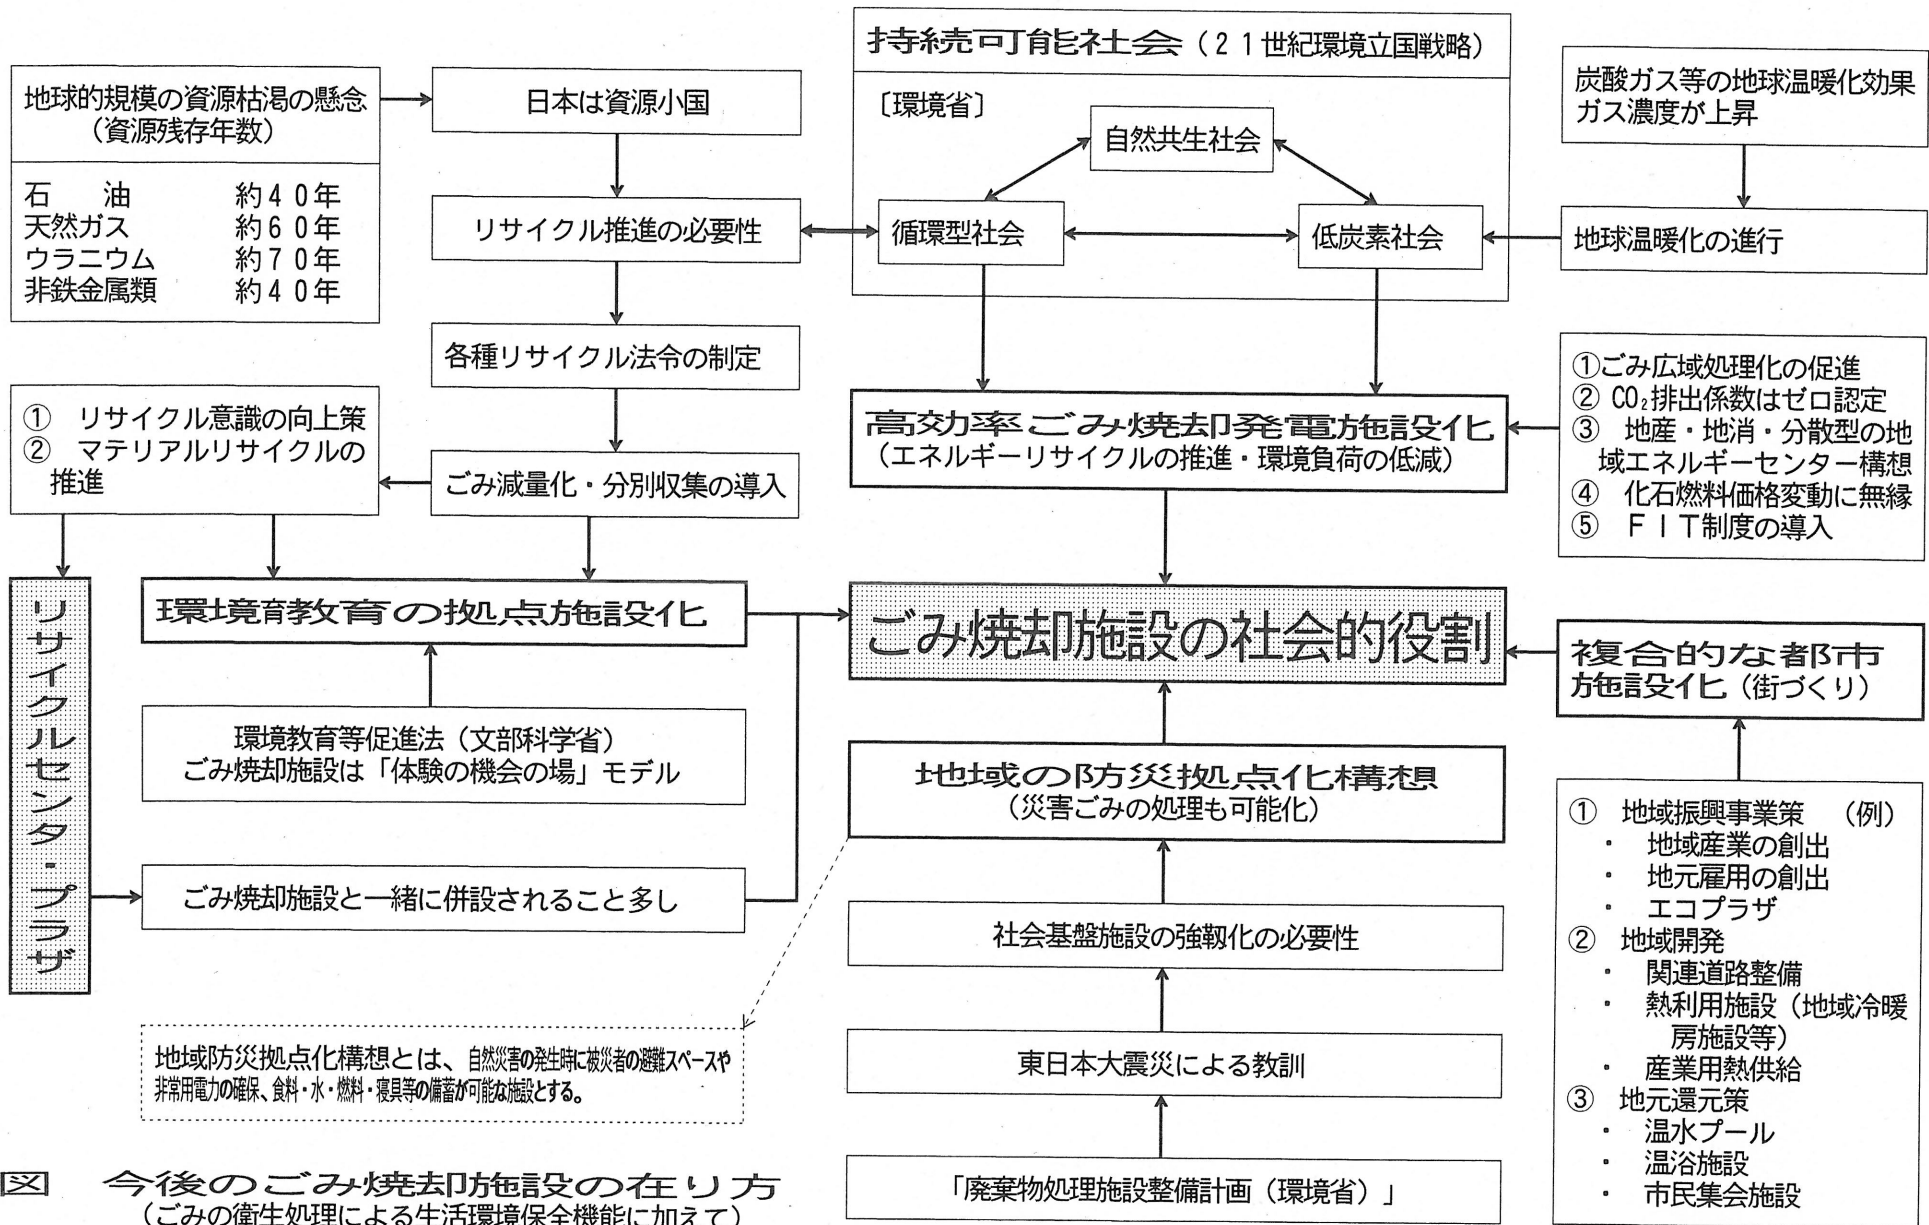 持続可能社会(21世紀環境立国戦略)
〔環境省〕
自然共生社会
循環型社会
低炭素社会
地球的規模の資源枯渇の懸念
(資源残存年数)
石 油 約40年
天然ガス 約60年
ウラニウム 約70年
非鉄金属類 約40年
日本は資源小国
リサイクル推進の必要性
各種リサイクル法令の制定
ごみ減量化・分別収集の導入
炭酸ガス等の地球温暖化効果
ガス濃度が上昇
地球温暖化の進行
① リサイクル意識の向上策
② マテリアルリサイクルの
推進
高効率ごみ焼却発電施設化
(エネルギーリサイクルの推進・環境負荷の低減)
①ごみ広域処理化の促進
② CO₂排出係数はゼロ認定
③ 地産・地消・分散型の地
域エネルギーセンター構想
④ 化石燃料価格変動に無縁
⑤ FIT制度の導入
リサイクルセンタ・プラザ
環境育教育の拠点施設化
ごみ焼却施設の社会的役割
複合的な都市
施設化(街づくり)
環境教育等促進法(文部科学省)
ごみ焼却施設は「体験の機会の場」モデル
ごみ焼却施設と一緒に併設されること多し
地域の防災拠点化構想
(災害ごみの処理も可能化)
社会基盤施設の強靱化の必要性
東日本大震災による教訓
「廃棄物処理施設整備計画(環境省)」
① 地域振興事業策 (例)
・ 地域産業の創出
・ 地元雇用の創出
・ エコプラザ
② 地域開発
・ 関連道路整備
・ 熱利用施設(地域冷暖
房施設等)
・ 産業用熱供給
③ 地元還元策
・ 温水プール
・ 温浴施設
・ 市民集会施設
地域防災拠点化構想とは、自然災害の発生時に被災者の避難スペースや
非常用電力の確保、食料・水・燃料・寝具等の備蓄が可能な施設とする。
図 今後のごみ焼却施設の在り方
(ごみの衛生処理による生活環境保全機能に加えて)